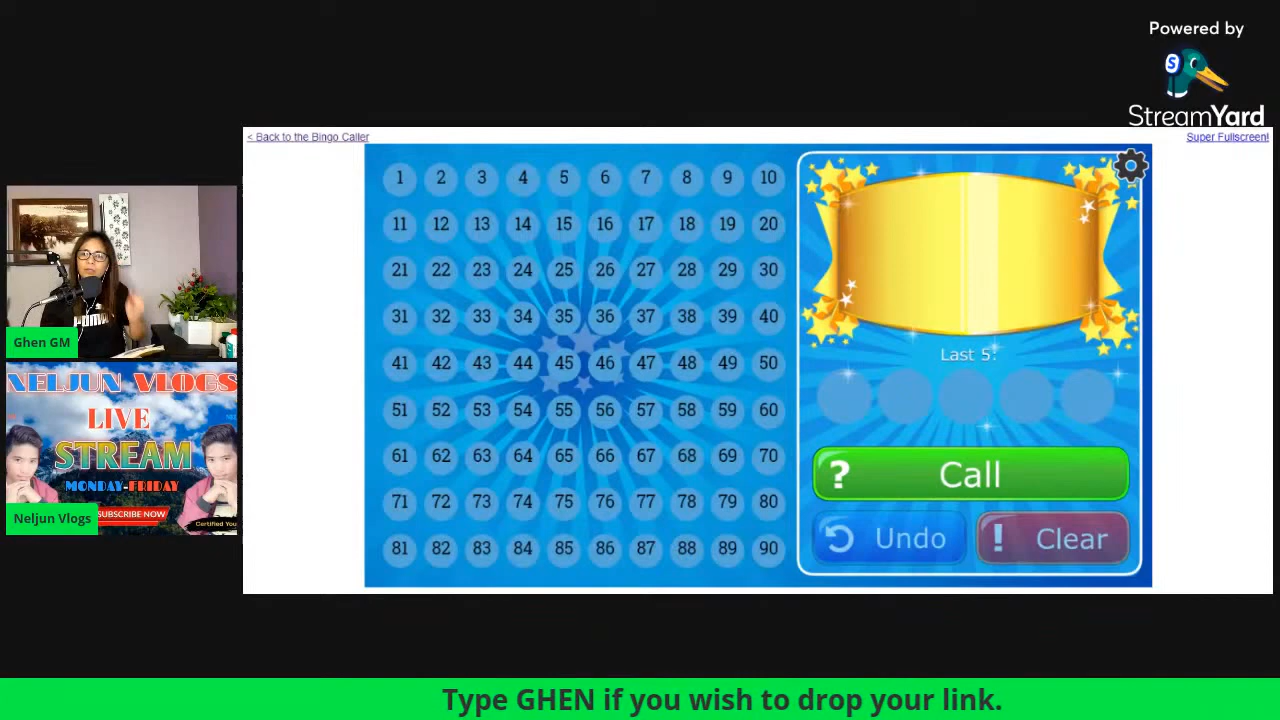 Powered by
S
StreamYard
< Back to the Bingo Caller
Super Fullscreen!
1 2 3 4 5 6 7 8 9 10
11 12 13 14 15 16 17 18 19 20
21 22 23 24 25 26 27 28 29 30
31 32 33 34 35 36 37 38 39 40
41 42 43 44 45 46 47 48 49 50
51 52 53 54 55 56 57 58 59 60
61 62 63 64 65 66 67 68 69 70
71 72 73 74 75 76 77 78 79 80
81 82 83 84 85 86 87 88 89 90
Last 5:
? Call
Undo
! Clear
Ghen GM
NELJUN VLOGS
LIVE
STREAM
MONDAY-FRIDAY
SUBSCRIBE NOW
Certified You
Neljun Vlogs
Type GHEN if you wish to drop your link.